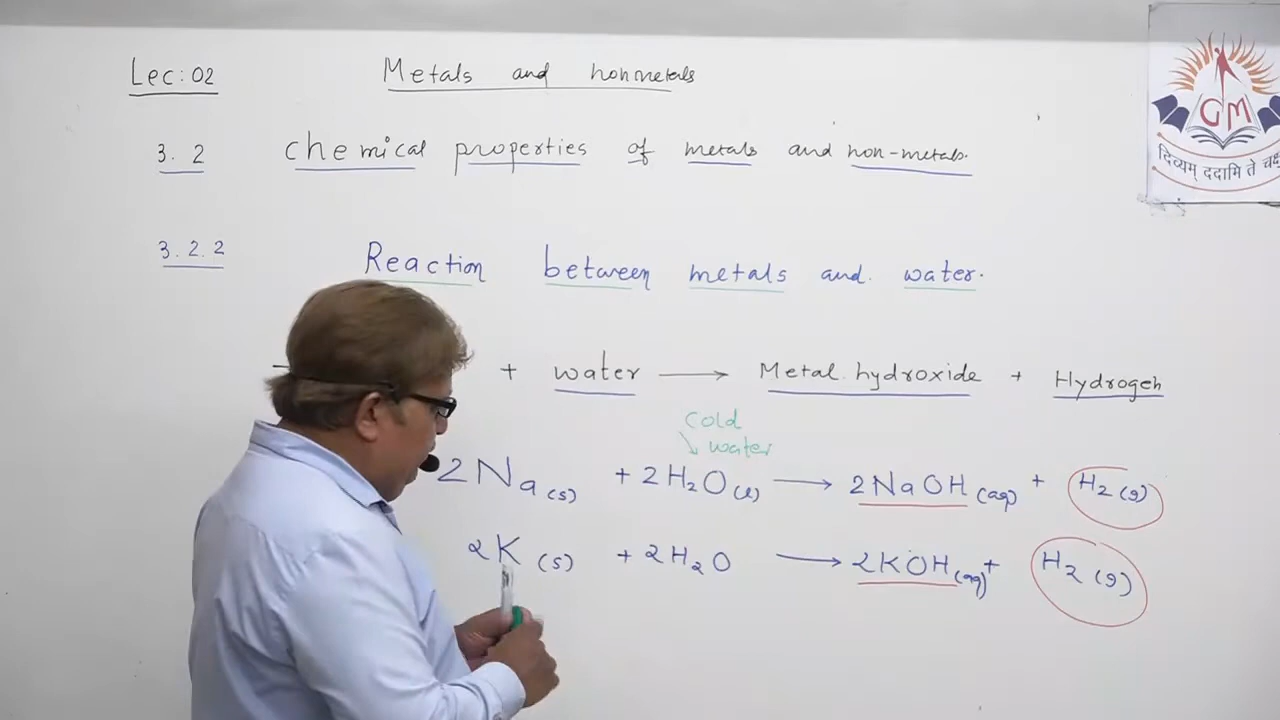 Lec:02 Metals and nonmetals
3.2 Chemical properties of metals and non-metals.
3.2.2 Reaction between metals and water.
+ water → Metal hydroxide + Hydrogen
cold
water
2Na(s) + 2H₂O(l) → 2NaOH(aq) + H₂(g)
2K(s) + 2H₂O → 2KOH(aq) + H₂(g)
GM
दिव्यम् ददामि ते